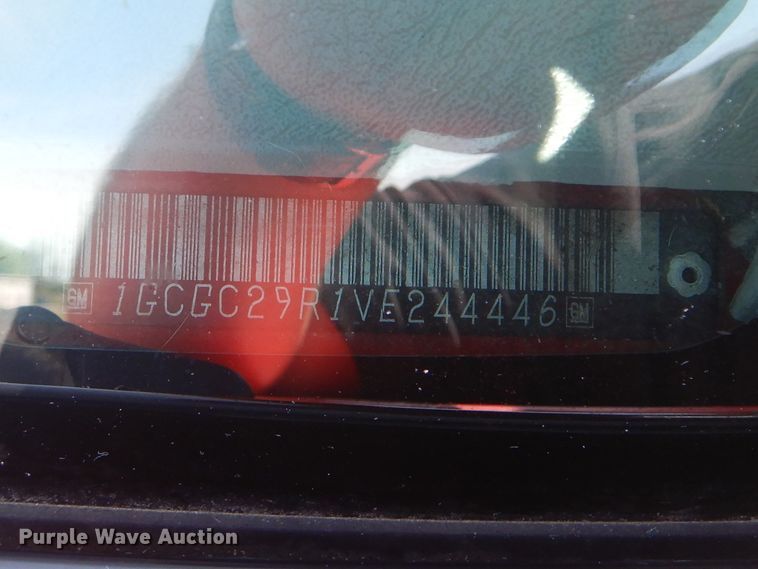 GM 1GCGC29R1VE244446 GM
Purple Wave Auction